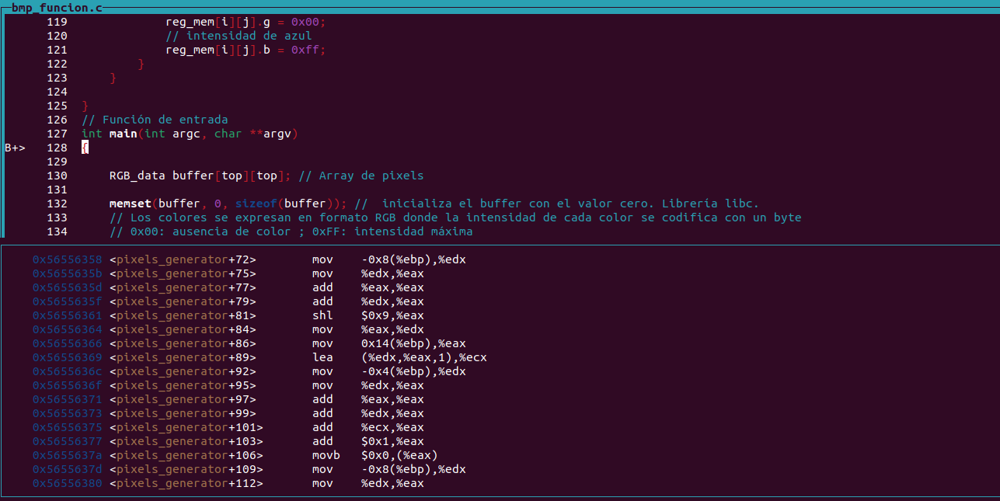 bmp_funcion.c
119 reg_mem[i][j].g = 0x00;
120 // intensidad de azul
121 reg_mem[i][j].b = 0xff;
122 }
123 }
124
125 }
126 // Función de entrada
127 int main(int argc, char **argv)
B+> 128 {
129
130 RGB_data buffer[top][top]; // Array de pixels
131
132 memset(buffer, 0, sizeof(buffer)); //  inicializa el buffer con el valor cero. Librería libc.
133 // Los colores se expresan en formato RGB donde la intensidad de cada color se codifica con un byte
134 // 0x00: ausencia de color ; 0xFF: intensidad máxima
0x56556358 <pixels_generator+72> mov -0x8(%ebp),%edx
0x5655635b <pixels_generator+75> mov %edx,%eax
0x5655635d <pixels_generator+77> add %eax,%eax
0x5655635f <pixels_generator+79> add %edx,%eax
0x56556361 <pixels_generator+81> shl $0x9,%eax
0x56556364 <pixels_generator+84> mov %eax,%edx
0x56556366 <pixels_generator+86> mov 0x14(%ebp),%eax
0x56556369 <pixels_generator+89> lea (%edx,%eax,1),%ecx
0x5655636c <pixels_generator+92> mov -0x4(%ebp),%edx
0x5655636f <pixels_generator+95> mov %edx,%eax
0x56556371 <pixels_generator+97> add %eax,%eax
0x56556373 <pixels_generator+99> add %edx,%eax
0x56556375 <pixels_generator+101> add %ecx,%eax
0x56556377 <pixels_generator+103> add $0x1,%eax
0x5655637a <pixels_generator+106> movb $0x0,(%eax)
0x5655637d <pixels_generator+109> mov -0x8(%ebp),%edx
0x56556380 <pixels_generator+112> mov %edx,%eax